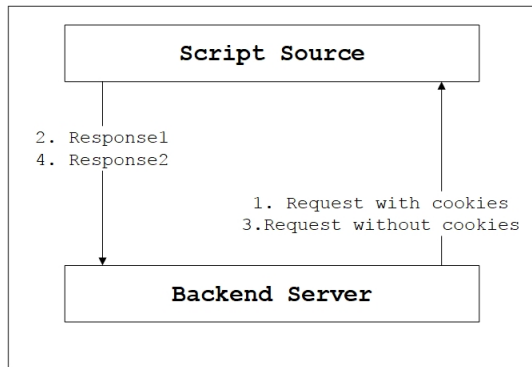 Script Source
2. Response1
4. Response2
1. Request with cookies
3.Request without cookies
Backend Server